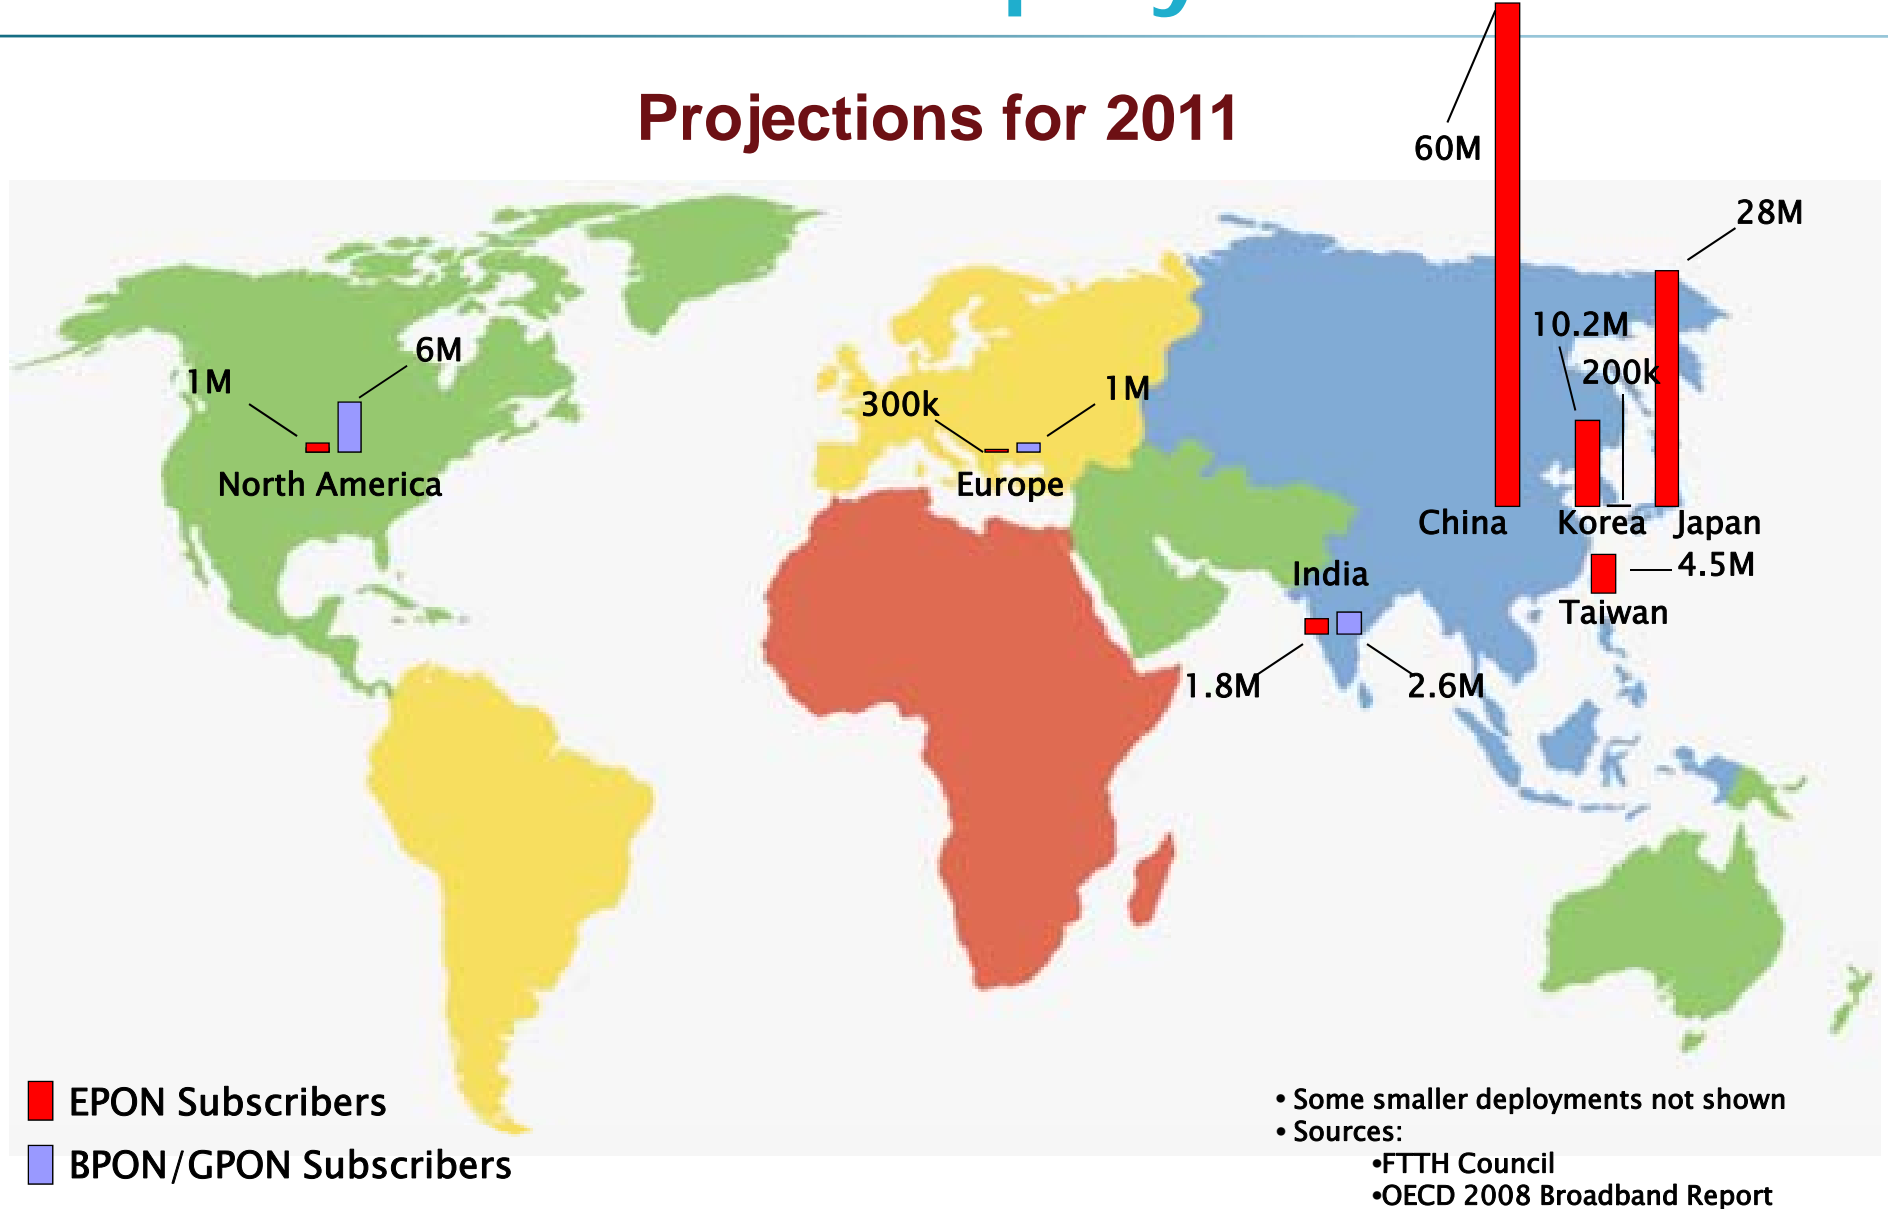 Projections for 2011
60M
28M
10.2M
200k
6M
1M
300k
1M
North America
Europe
China
Korea
Japan
India
4.5M
Taiwan
1.8M
2.6M
EPON Subscribers
BPON/GPON Subscribers
• Some smaller deployments not shown
• Sources:
•FTTH Council
•OECD 2008 Broadband Report